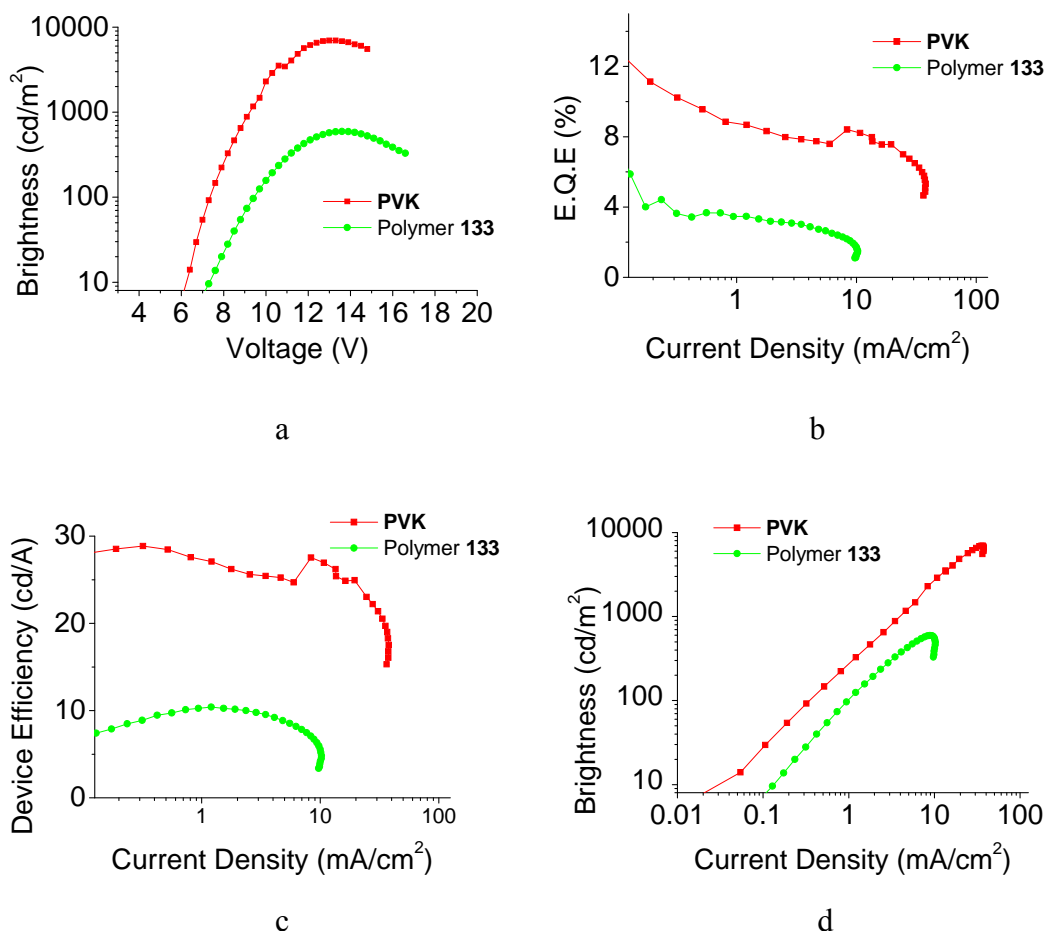 10000
1000
100
10
Brightness (cd/m²)
4 6 8 10 12 14 16 18 20
Voltage (V)
PVK
Polymer 133
a
12
8
4
0
E.Q.E (%)
1 10 100
Current Density (mA/cm²)
PVK
Polymer 133
b
30
20
10
0
Device Efficiency (cd/A)
1 10 100
Current Density (mA/cm²)
PVK
Polymer 133
c
10000
1000
100
10
Brightness (cd/m²)
0.01 0.1 1 10 100
Current Density (mA/cm²)
PVK
Polymer 133
d